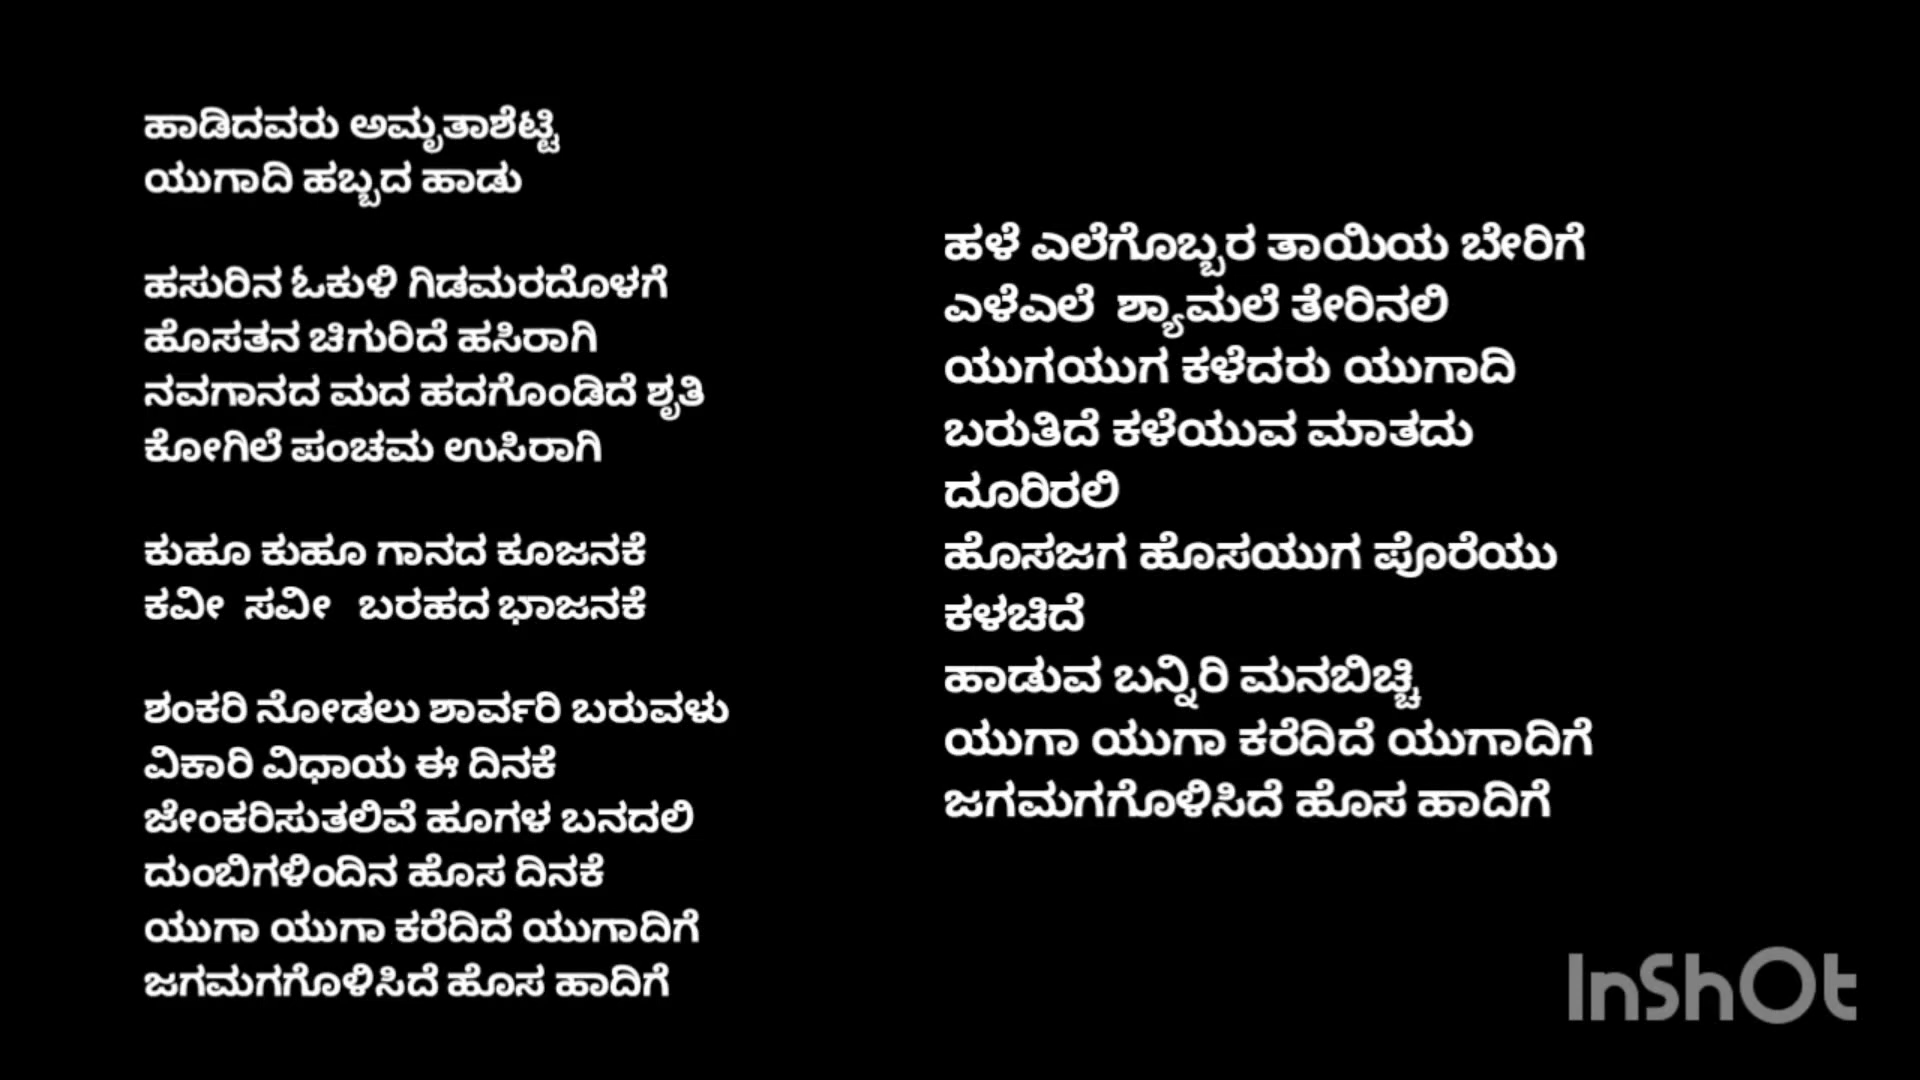 ಹಾಡಿದವರು ಅಮೃತಾಶೆಟ್ಟಿ
ಯುಗಾದಿ ಹಬ್ಬದ ಹಾಡು
ಹಸುರಿನ ಓಕುಳಿ ಗಿಡಮರದೊಳಗೆ
ಹೊಸತನ ಚಿಗುರಿದೆ ಹಸಿರಾಗಿ
ನವಗಾನದ ಮದ ಹದಗೊಂಡಿದೆ ಶೃತಿ
ಕೋಗಿಲೆ ಪಂಚಮ ಉಸಿರಾಗಿ
ಕುಹೂ ಕುಹೂ ಗಾನದ ಕೂಜನಕೆ
ಕವೀ ಸವೀ ಬರಹದ ಭಾಜನಕೆ
ಶಂಕರಿ ನೋಡಲು ಶಾರ್ವರಿ ಬರುವಳು
ವಿಕಾರಿ ವಿಧಾಯ ಈ ದಿನಕೆ
ಜೇಂಕರಿಸುತಲಿವೆ ಹೂಗಳ ಬನದಲಿ
ದುಂಬಿಗಳಿಂದಿನ ಹೊಸ ದಿನಕೆ
ಯುಗಾ ಯುಗಾ ಕರೆದಿದೆ ಯುಗಾದಿಗೆ
ಜಗಮಗಗೊಳಿಸಿದೆ ಹೊಸ ಹಾದಿಗೆ
ಹಳೆ ಎಲೆಗೊಬ್ಬರ ತಾಯಿಯ ಬೇರಿಗೆ
ಎಳೆಎಲೆ ಶ್ಯಾಮಲೆ ತೇರಿನಲಿ
ಯುಗಯುಗ ಕಳೆದರು ಯುಗಾದಿ
ಬರುತಿದೆ ಕಳೆಯುವ ಮಾತದು
ದೂರಿರಲಿ
ಹೊಸಜಗ ಹೊಸಯುಗ ಪೊರೆಯು
ಕಳಚಿದೆ
ಹಾಡುವ ಬನ್ನಿರಿ ಮನಬಿಚ್ಚಿ
ಯುಗಾ ಯುಗಾ ಕರೆದಿದೆ ಯುಗಾದಿಗೆ
ಜಗಮಗಗೊಳಿಸಿದೆ ಹೊಸ ಹಾದಿಗೆ
InShOt